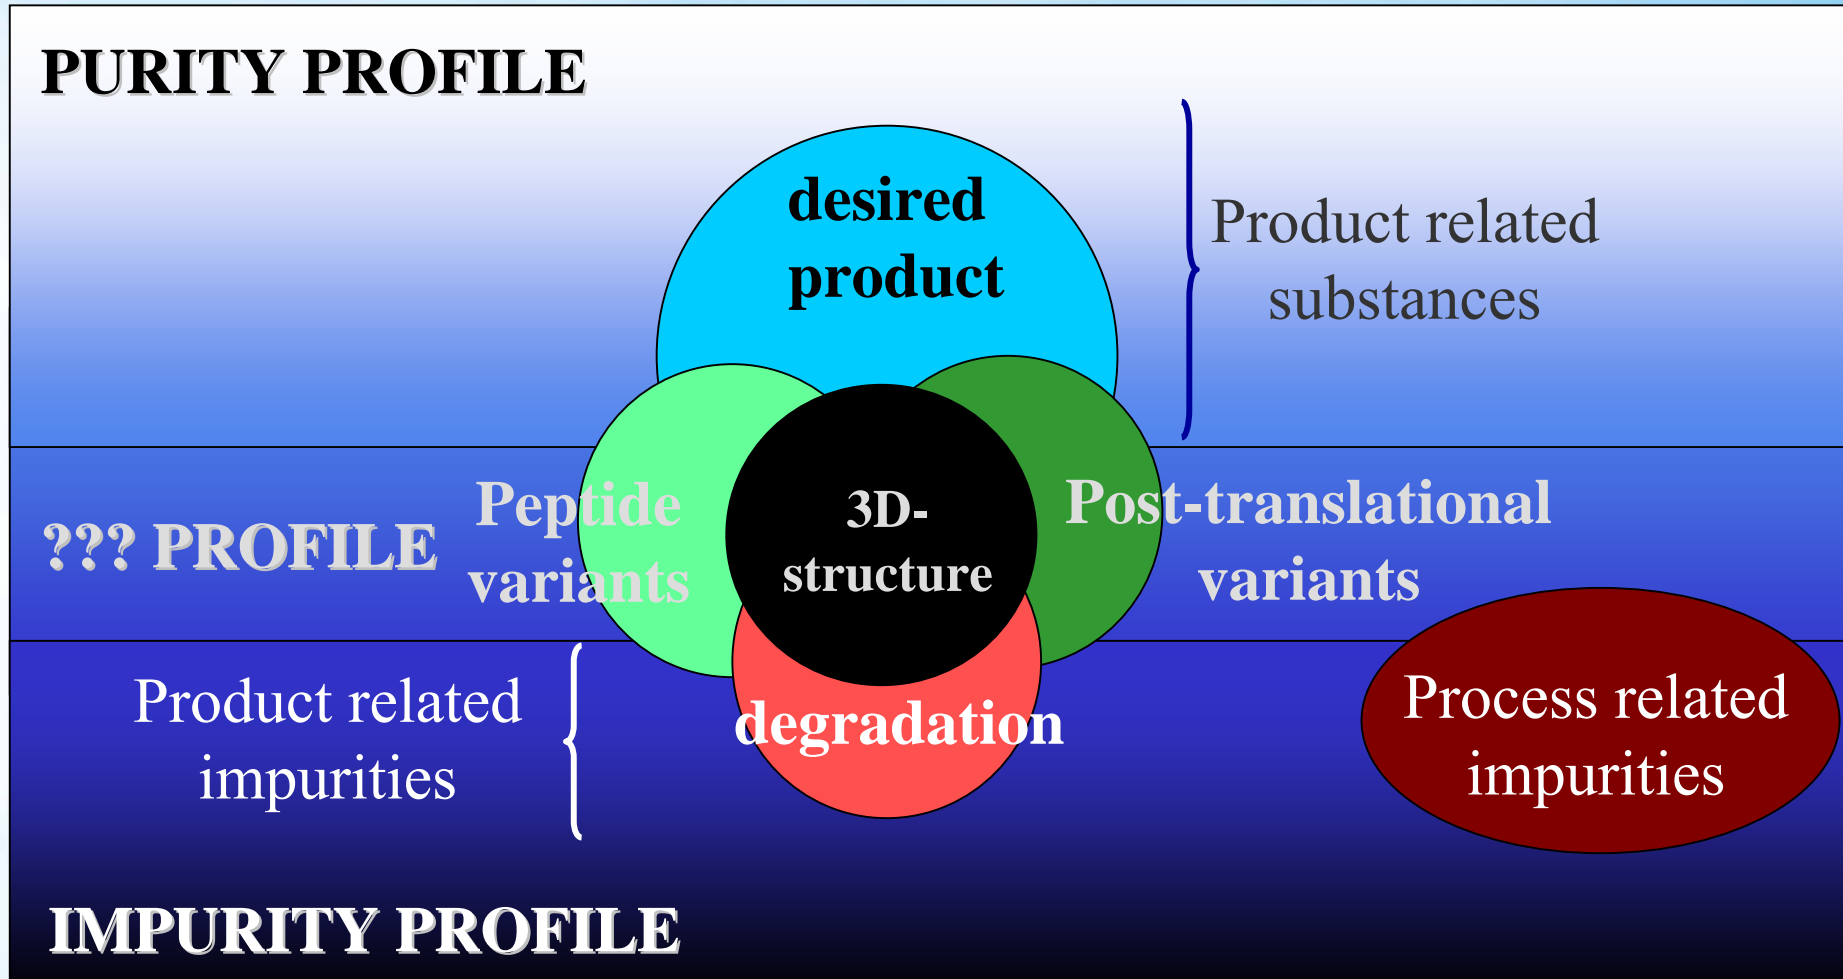 PURITY PROFILE
desired
product
Product related
substances
??? PROFILE
Peptide
variants
3D-
structure
Post-translational
variants
Product related
impurities
degradation
Process related
impurities
IMPURITY PROFILE